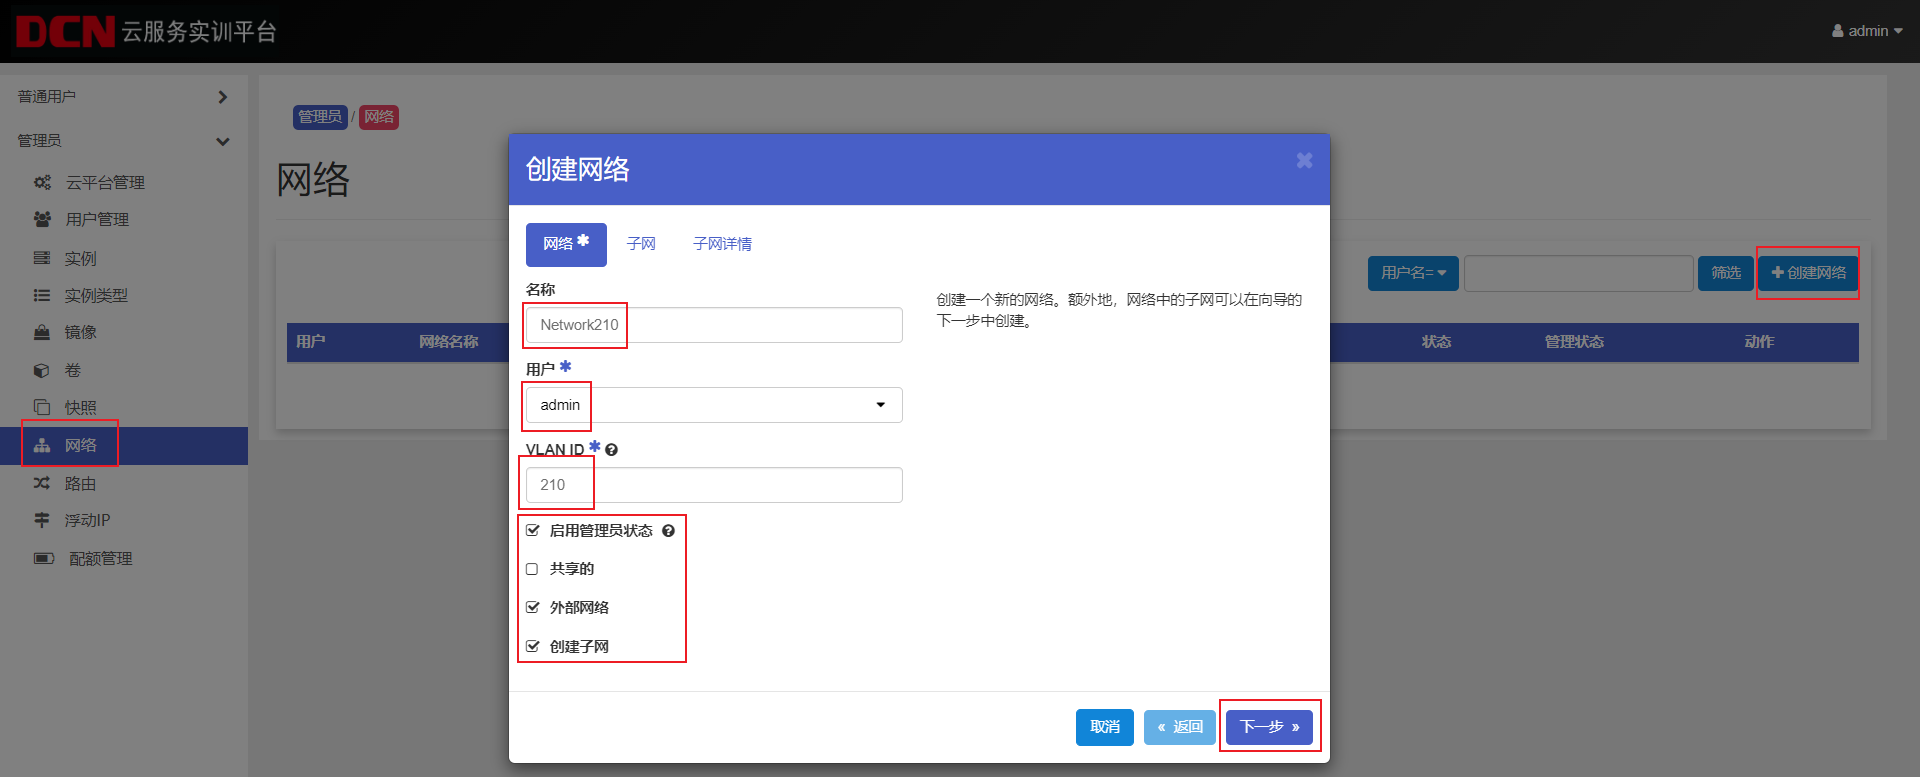 DCN 云服务实训平台
admin
普通用户
管理员
云平台管理
用户管理
实例
实例类型
镜像
卷
快照
网络
路由
浮动IP
配额管理
管理员 / 网络
网络
用户名=
筛选
创建网络
用户
网络名称
状态
管理状态
动作
创建网络
网络 *
子网
子网详情
名称
Network210
用户 *
admin
VLAN ID *
210
启用管理员状态
共享的
外部网络
创建子网
创建一个新的网络。额外地，网络中的子网可以在向导的
下一步中创建。
取消
« 返回
下一步 »